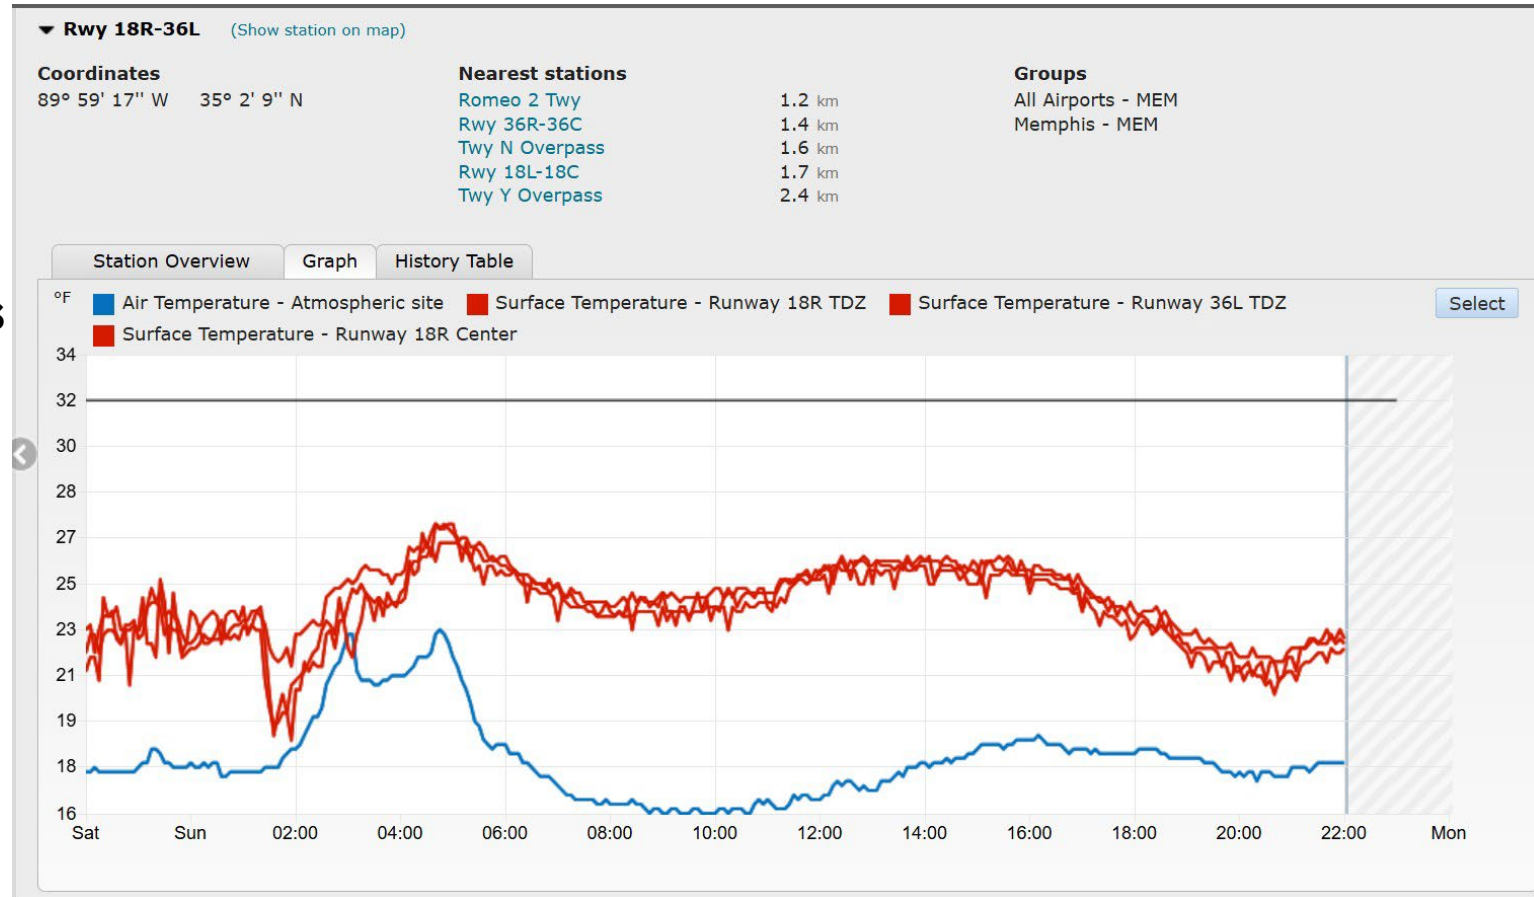 Rwy 18R-36L (Show station on map)
Coordinates Nearest stations Groups
89° 59' 17'' W 35° 2' 9'' N Romeo 2 Twy 1.2 km All Airports - MEM
Rwy 36R-36C 1.4 km Memphis - MEM
Twy N Overpass 1.6 km
Rwy 18L-18C 1.7 km
Twy Y Overpass 2.4 km
Station Overview Graph History Table
°F Air Temperature - Atmospheric site Surface Temperature - Runway 18R TDZ Surface Temperature - Runway 36L TDZ Select
s
Surface Temperature - Runway 18R Center
34
32
30
28
27
25
23
21
19
18
16
Sat Sun 02:00 04:00 06:00 08:00 10:00 12:00 14:00 16:00 18:00 20:00 22:00 Mon